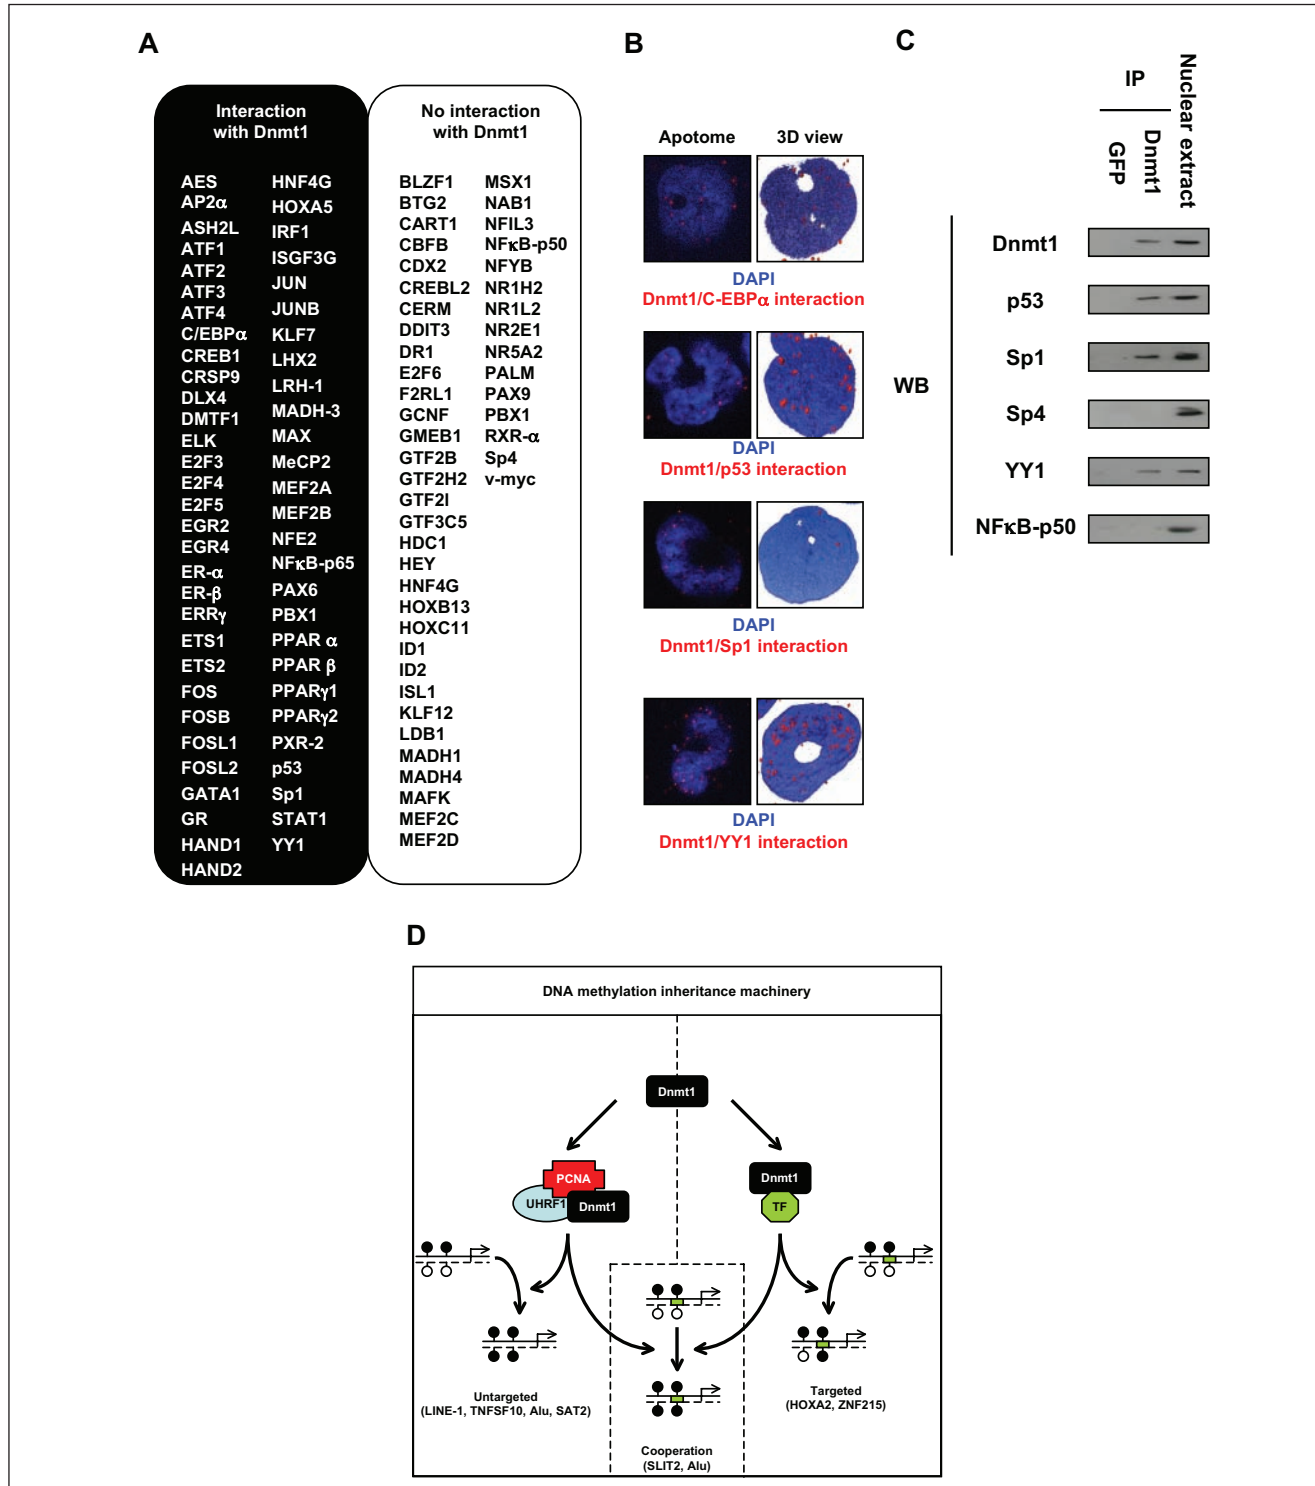 A
Interaction
with Dnmt1
AES
AP2α
ASH2L
ATF1
ATF2
ATF3
ATF4
C/EBPα
CREB1
CRSP9
DLX4
DMTF1
ELK
E2F3
E2F4
E2F5
EGR2
EGR4
ER-α
ER-β
ERRγ
ETS1
ETS2
FOS
FOSB
FOSL1
FOSL2
GATA1
GR
HAND1
HAND2
HNF4G
HOXA5
IRF1
ISGF3G
JUN
JUNB
KLF7
LHX2
LRH-1
MADH-3
MAX
MeCP2
MEF2A
MEF2B
NFE2
NFκB-p65
PAX6
PBX1
PPAR α
PPAR β
PPARγ1
PPARγ2
PXR-2
p53
Sp1
STAT1
YY1
No interaction
with Dnmt1
BLZF1
BTG2
CART1
CBFB
CDX2
CREBL2
CERM
DDIT3
DR1
E2F6
F2RL1
GCNF
GMEB1
GTF2B
GTF2H2
GTF2I
GTF3C5
HDC1
HEY
HNF4G
HOXB13
HOXC11
ID1
ID2
ISL1
KLF12
LDB1
MADH1
MADH4
MAFK
MEF2C
MEF2D
MSX1
NAB1
NFIL3
NFκB-p50
NFYB
NR1H2
NR1L2
NR2E1
NR5A2
PALM
PAX9
PBX1
RXR-α
Sp4
v-myc
B
Apotome
3D view
DAPI
Dnmt1/C-EBPα interaction
DAPI
Dnmt1/p53 interaction
DAPI
Dnmt1/Sp1 interaction
DAPI
Dnmt1/YY1 interaction
C
IP
GFP
Dnmt1
Nuclear extract
WB
Dnmt1
p53
Sp1
Sp4
YY1
NFκB-p50
D
DNA methylation inheritance machinery
Dnmt1
PCNA
UHRF1
Dnmt1
Dnmt1
TF
Untargeted
(LINE-1, TNFSF10, Alu, SAT2)
Targeted
(HOXA2, ZNF215)
Cooperation
(SLIT2, Alu)